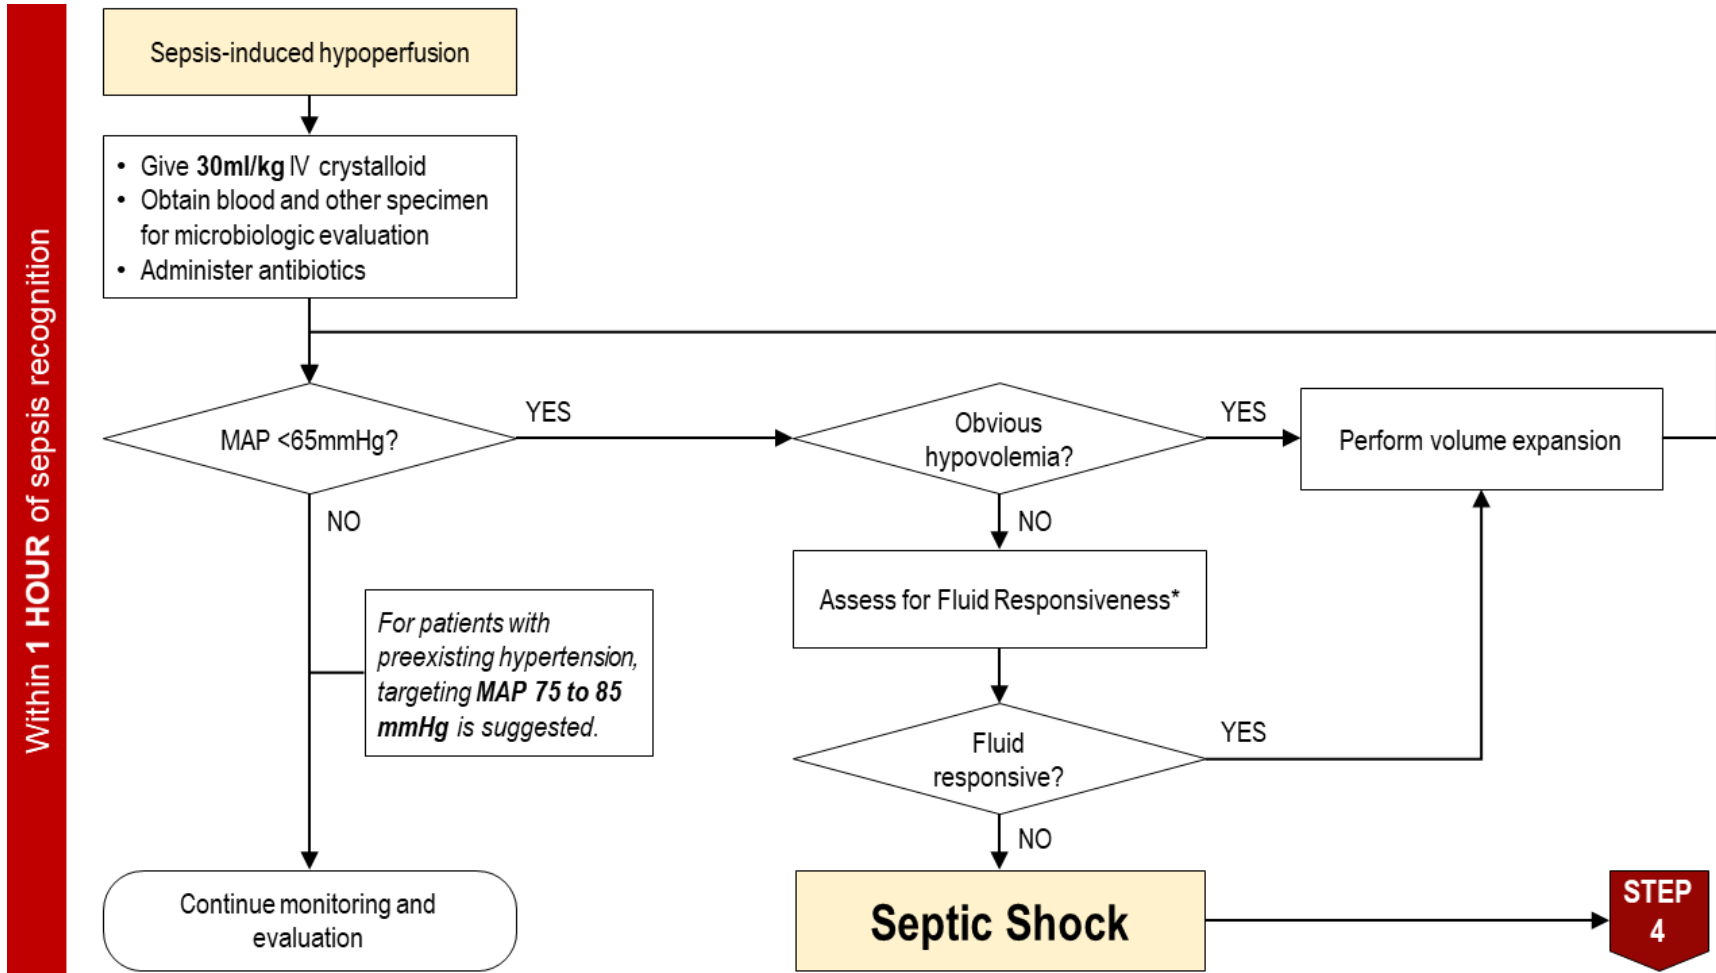 Within 1 HOUR of sepsis recognition
Sepsis-induced hypoperfusion
• Give 30ml/kg IV crystalloid
• Obtain blood and other specimen
for microbiologic evaluation
• Administer antibiotics
MAP <65mmHg?
YES
Obvious
hypovolemia?
YES
Perform volume expansion
NO
NO
For patients with
preexisting hypertension,
targeting MAP 75 to 85
mmHg is suggested.
Assess for Fluid Responsiveness*
Fluid
responsive?
YES
NO
Continue monitoring and
evaluation
Septic Shock
STEP
4